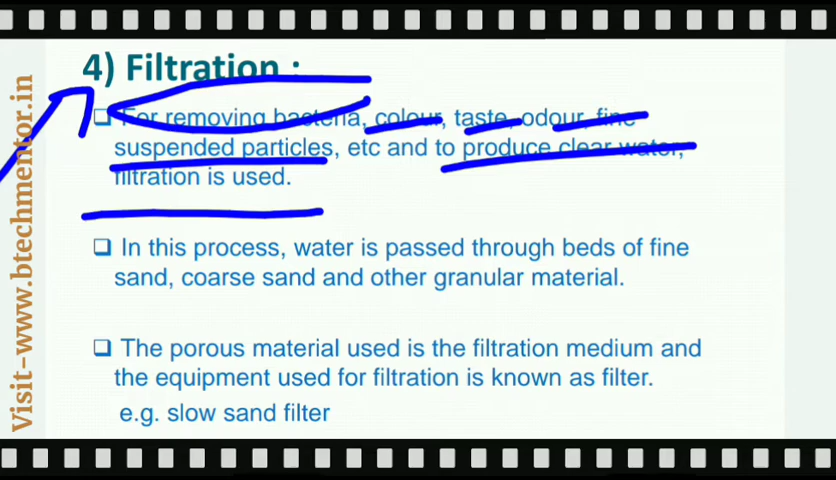 4) Filtration :
❑ For removing bacteria, colour, taste, odour, fine
suspended particles, etc and to produce clear water,
filtration is used.
❑ In this process, water is passed through beds of fine
sand, coarse sand and other granular material.
❑ The porous material used is the filtration medium and
the equipment used for filtration is known as filter.
e.g. slow sand filter
Visit-www.btechmentor.in